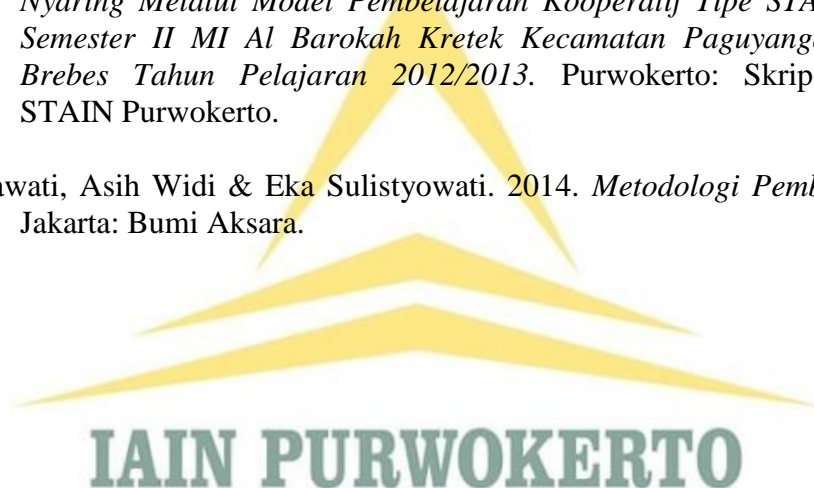 Nyaring Melalui Model Pembelajaran Kooperatif Tipe STA
Semester II MI Al Barokah Kretek Kecamatan Paguyanga
Brebes Tahun Pelajaran 2012/2013. Purwokerto: Skrip
STAIN Purwokerto.
awati, Asih Widi & Eka Sulistyowati. 2014. Metodologi Pemb
Jakarta: Bumi Aksara.
IAIN PURWOKERTO